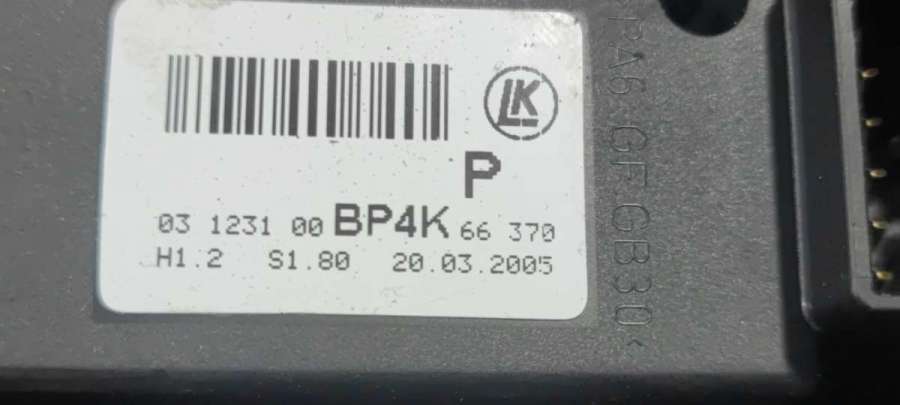 LK
P
03 1231 00 BP4K 66 370
H1.2 S1.80 20.03.2005
PA6 GF GB30<